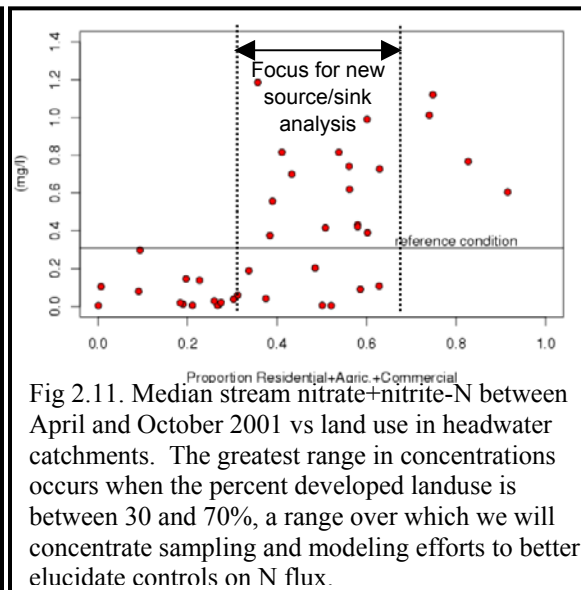 Focus for new
source/sink
analysis
(mg/l)
0.0 0.2 0.4 0.6 0.8 1.0 1.2 1.4
reference condition
0.0 0.2 0.4 0.6 0.8 1.0
Proportion Residential+Agric.+Commercial
Fig 2.11. Median stream nitrate+nitrite-N between
April and October 2001 vs land use in headwater
catchments. The greatest range in concentrations
occurs when the percent developed landuse is
between 30 and 70%, a range over which we will
concentrate sampling and modeling efforts to better
elucidate controls on N flux.